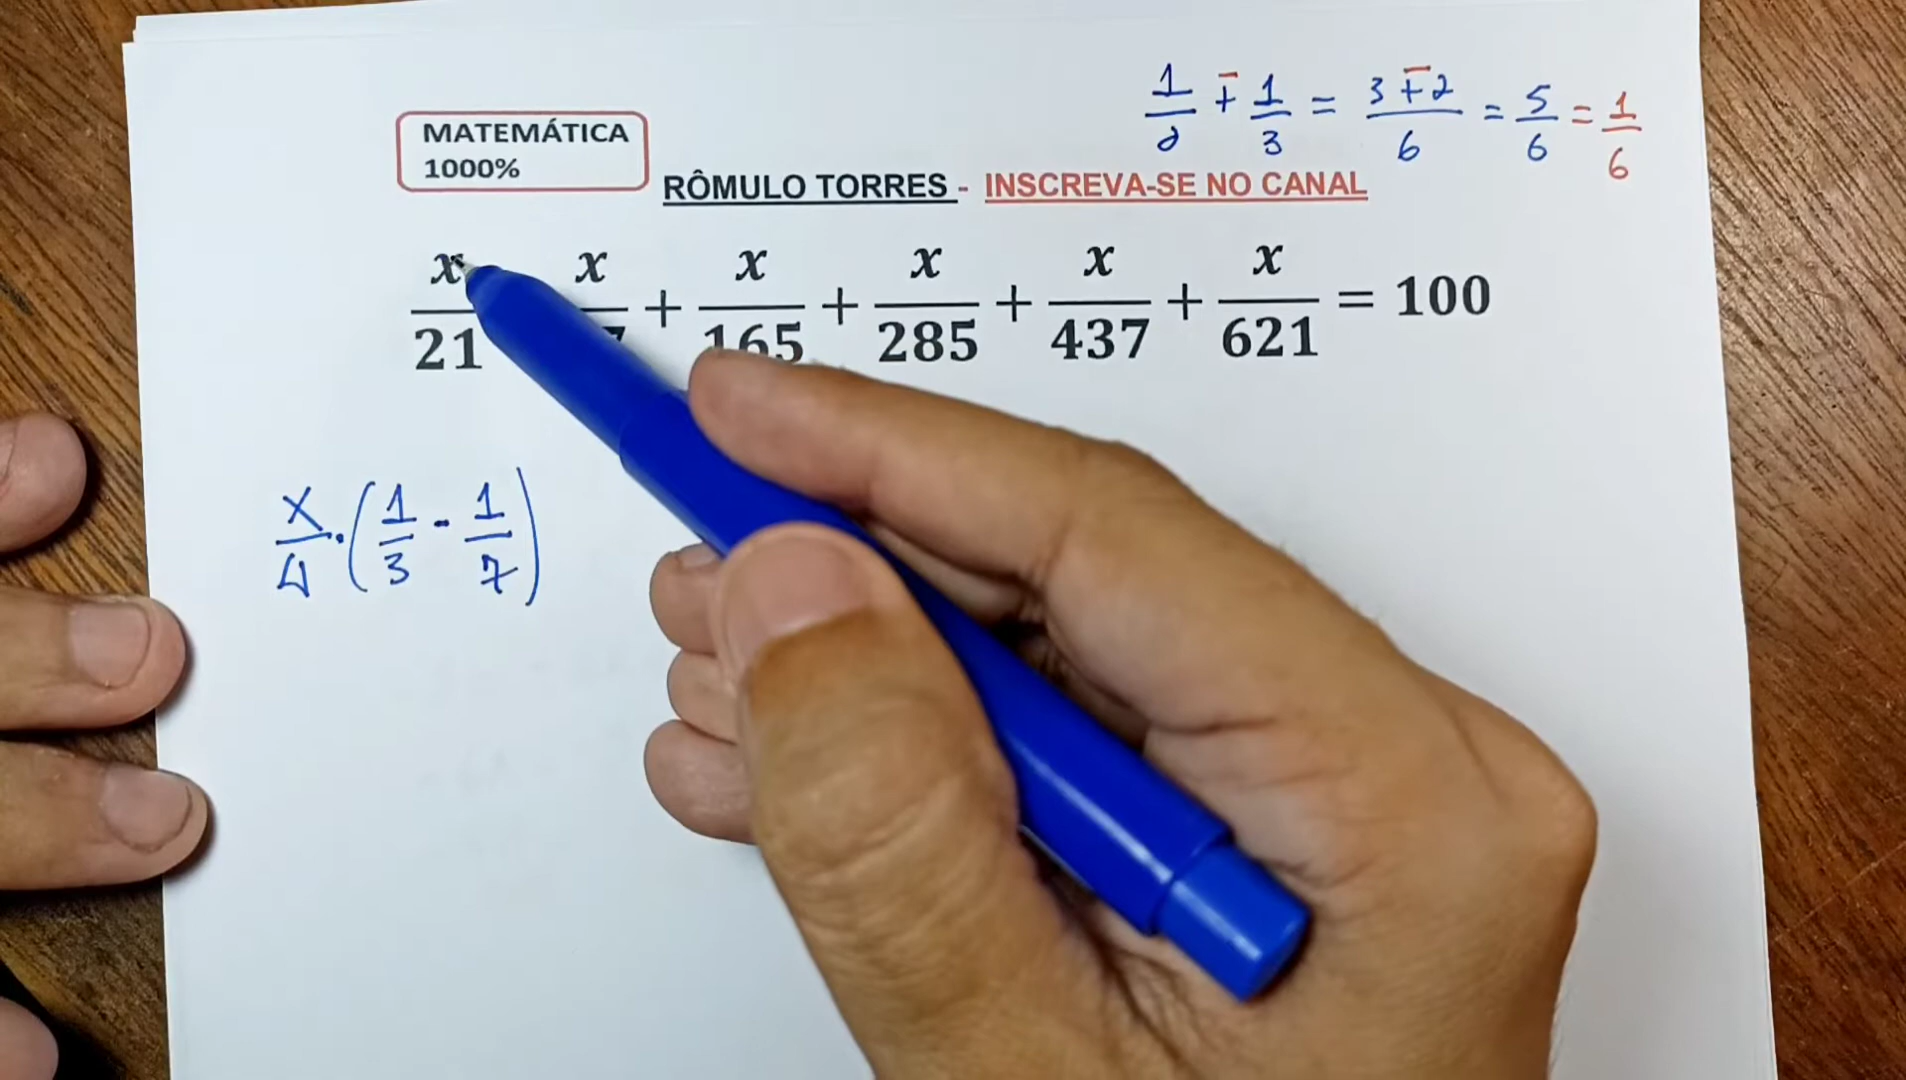 MATEMÁTICA
1000%
RÔMULO TORRES - INSCREVA-SE NO CANAL
1/2 ∓ 1/3 = 3∓2/6 = 5/6 = 1/6
x/21 x/ + x/165 + x/285 + x/437 + x/621 = 100
x/4 · (1/3 - 1/7)